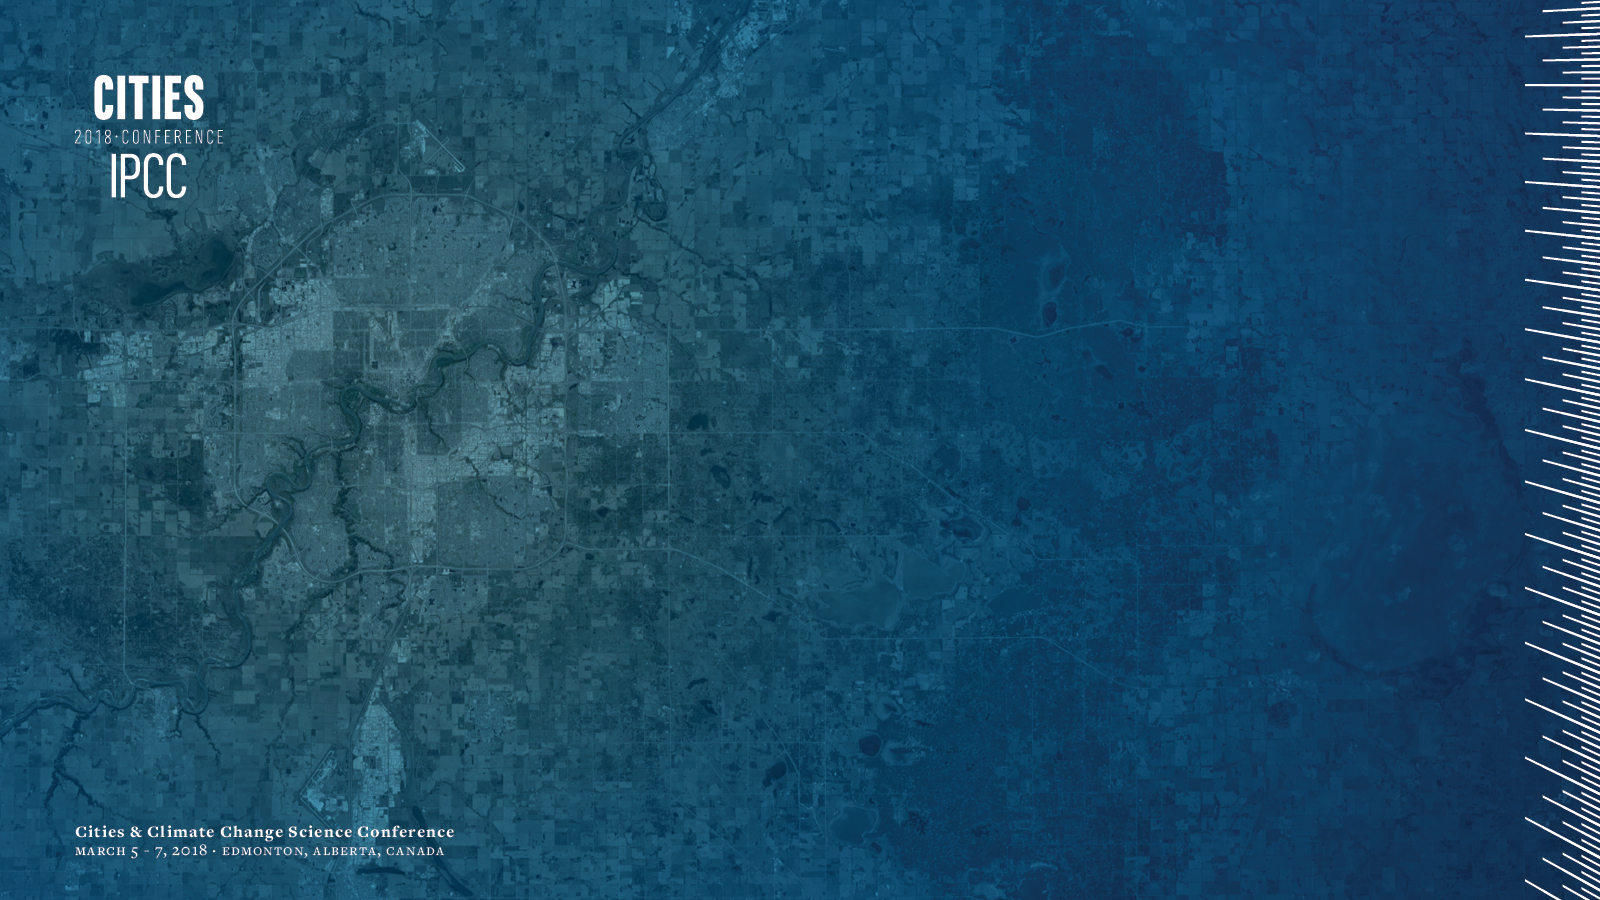 CITIES
2018·CONFERENCE
IPCC
Cities & Climate Change Science Conference
MARCH 5 - 7, 2018 · EDMONTON, ALBERTA, CANADA